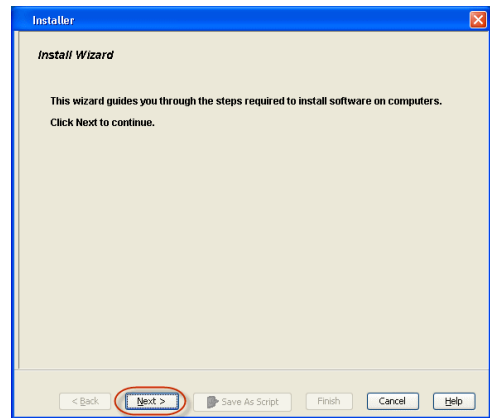 Installer
Install Wizard
This wizard guides you through the steps required to install software on computers.
Click Next to continue.
< Back Next > Save As Script Finish Cancel Help